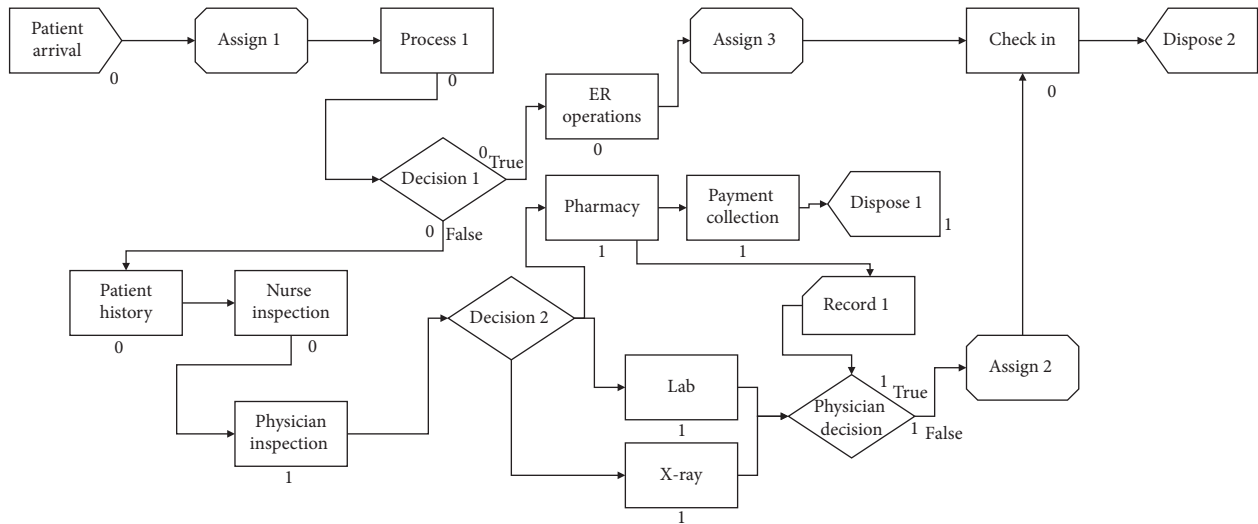 Patient
arrival
0
Assign 1
Process 1
0
Assign 3
Check in
0
Dispose 2
ER
operations
0
0
True
Decision 1
0
False
Pharmacy
1
Payment
collection
1
Dispose 1
1
Patient
history
0
Nurse
inspection
0
Decision 2
Record 1
Physician
inspection
1
Lab
1
X-ray
1
Physician
decision
1
True
1
False
Assign 2